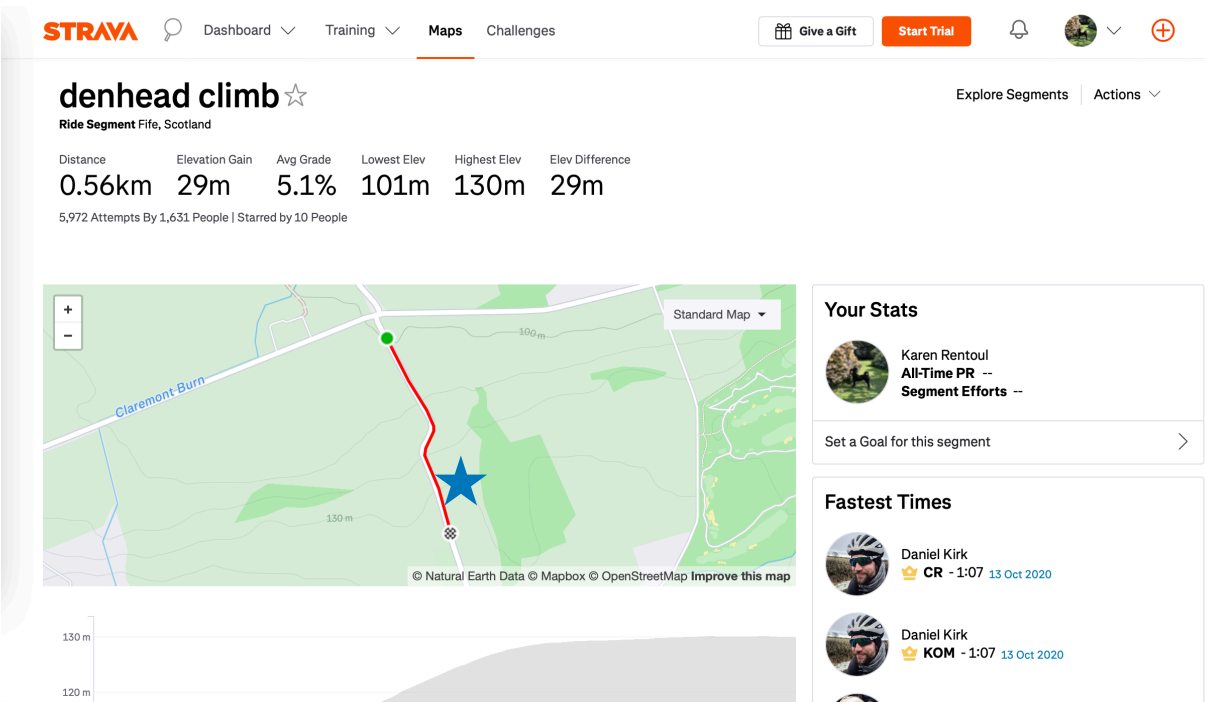 STRAVA Dashboard Training Maps Challenges Give a Gift Start Trial
denhead climb
Explore Segments Actions
Ride Segment Fife, Scotland
Distance Elevation Gain Avg Grade Lowest Elev Highest Elev Elev Difference
0.56km 29m 5.1% 101m 130m 29m
5,972 Attempts By 1,631 People | Starred by 10 People
+
−
Standard Map
100 m
Claremont Burn
130 m
© Natural Earth Data © Mapbox © OpenStreetMap Improve this map
130 m
120 m
Your Stats
Karen Rentoul
All-Time PR --
Segment Efforts --
Set a Goal for this segment
Fastest Times
Daniel Kirk
CR - 1:07 13 Oct 2020
Daniel Kirk
KOM - 1:07 13 Oct 2020